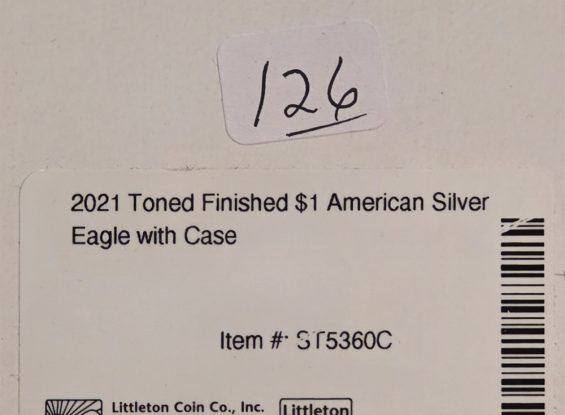 126
2021 Toned Finished $1 American Silver
Eagle with Case
Item #: ST5360C
Littleton Coin Co., Inc.
Littleton